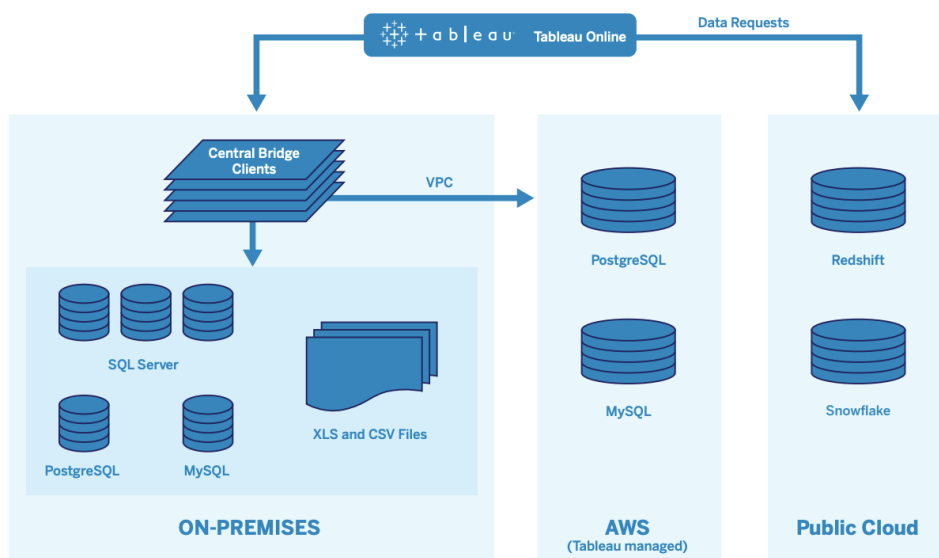 +ableau Tableau Online
Data Requests
Central Bridge
Clients
VPC
PostgreSQL
Redshift
SQL Server
MySQL
Snowflake
XLS and CSV Files
PostgreSQL
MySQL
ON-PREMISES
AWS
(Tableau managed)
Public Cloud